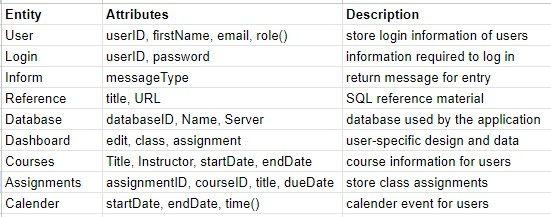 Entity Attributes Description
User userID, firstName, email, role() store login information of users
Login userID, password information required to log in
Inform messageType return message for entry
Reference title, URL SQL reference material
Database databaseID, Name, Server database used by the application
Dashboard edit, class, assignment user-specific design and data
Courses Title, Instructor, startDate, endDate course information for users
Assignments assignmentID, courseID, title, dueDate store class assignments
Calender startDate, endDate, time() calender event for users